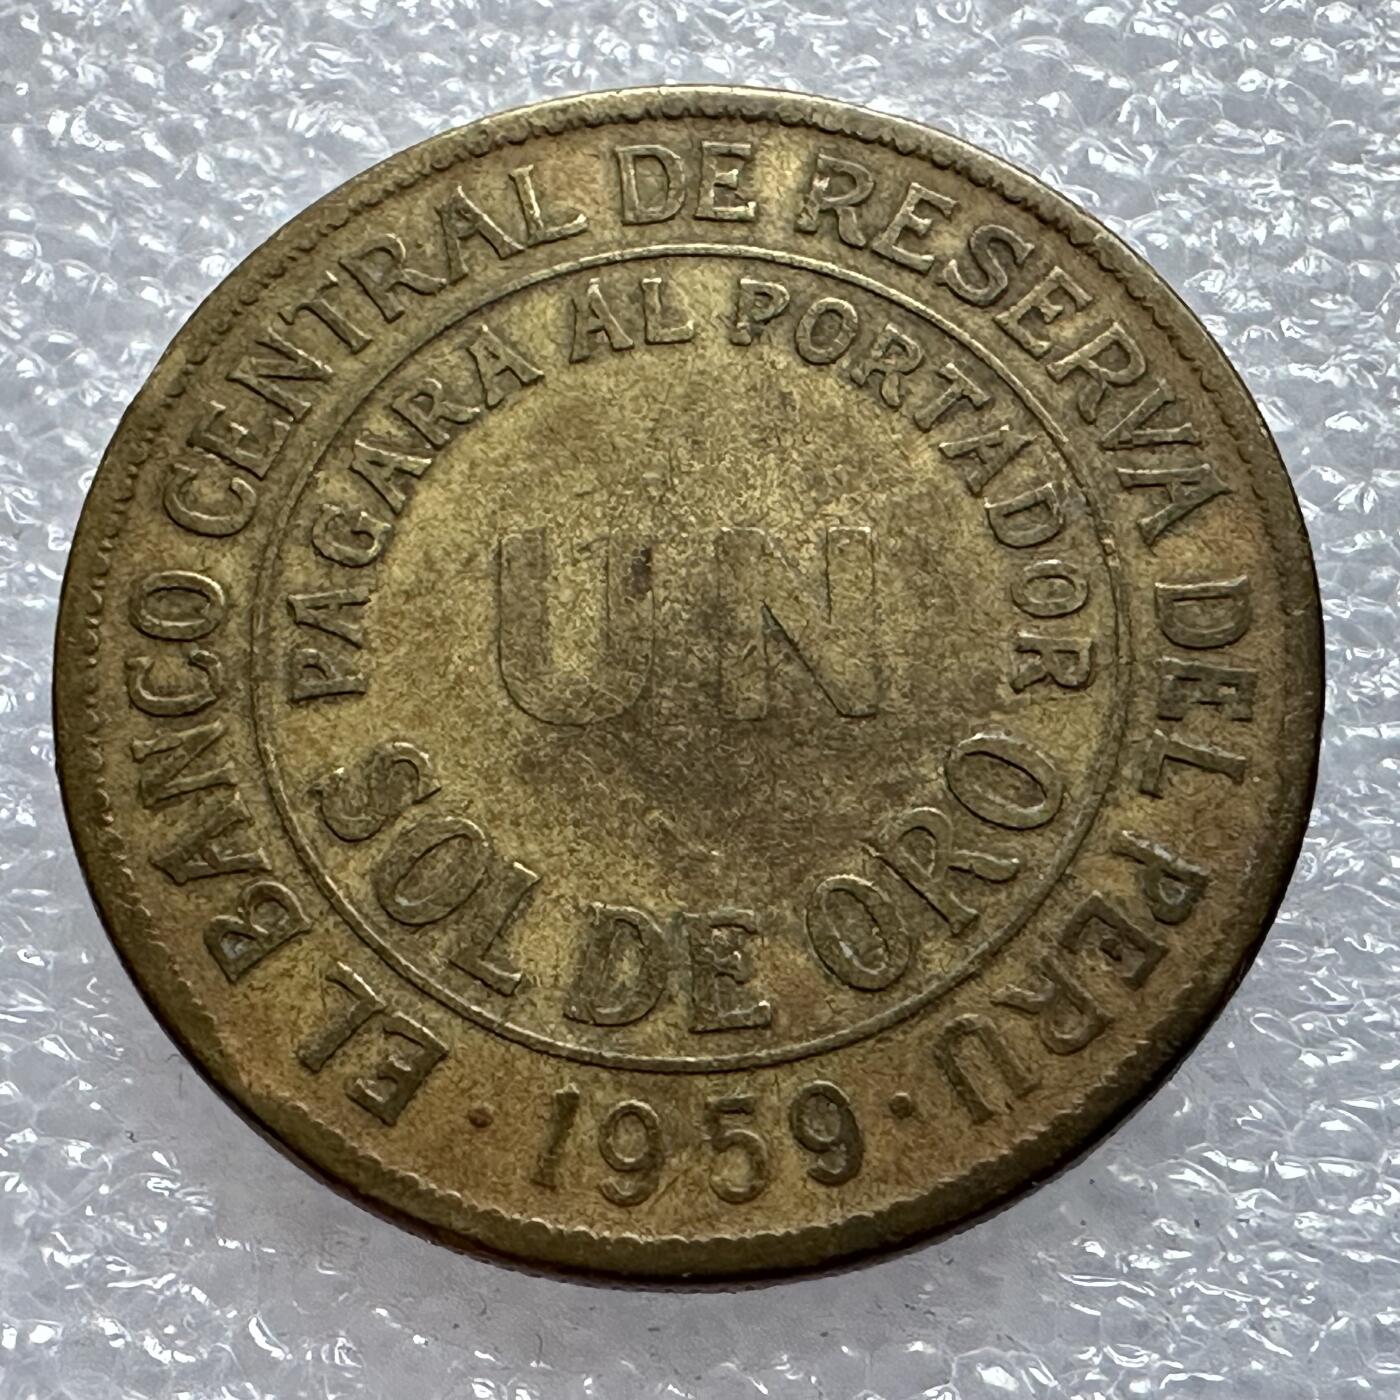 EL BANCO CENTRAL DE RESERVA DEL PERU
PAGARA AL PORTADOR
UN
SOL DE ORO
· 1959 ·